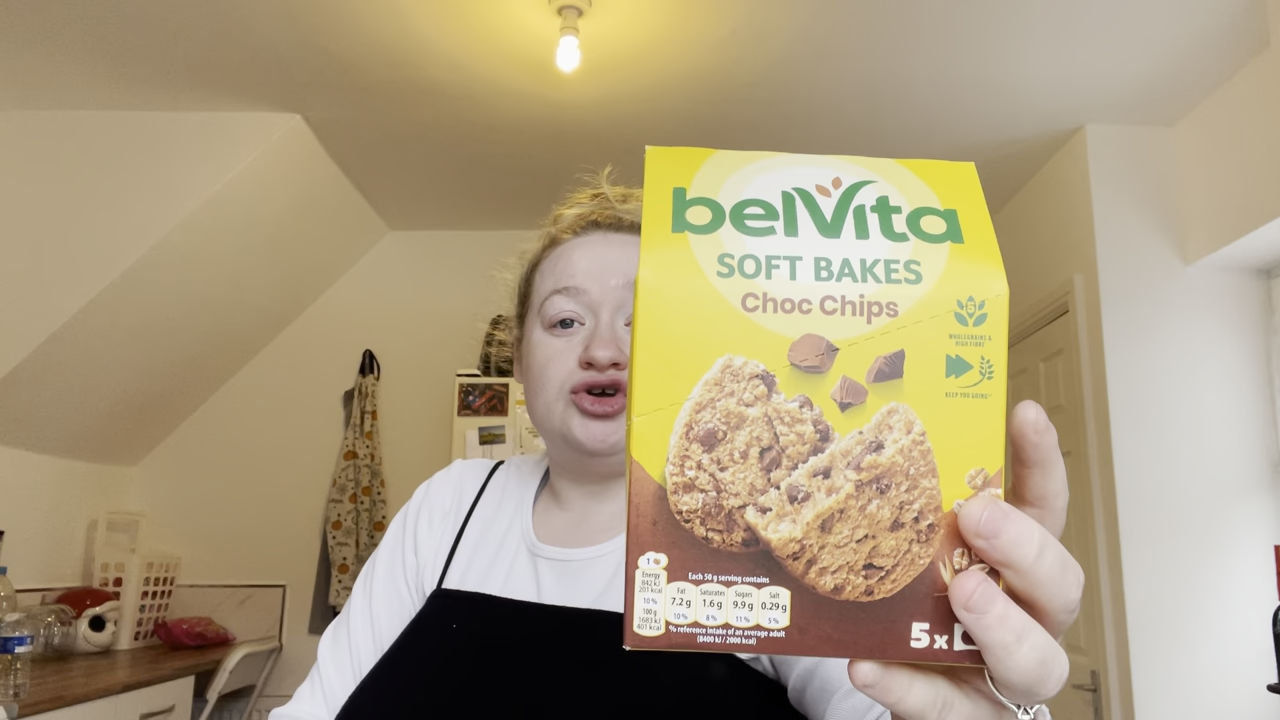 belVita
SOFT BAKES
Choc Chips
WHOLEGRAINS &
HIGH FIBRE
KEEP YOU GOING
Each 50 g serving contains
1
Energy
842 kJ
201 kcal
10%
100 g
1683 kJ
401 kcal
Fat
7.2 g
10%
Saturates
1.6 g
8%
Sugars
9.9 g
11%
Salt
0.29 g
5%
% reference intake of an average adult
(8400 kJ / 2000 kcal)
5x